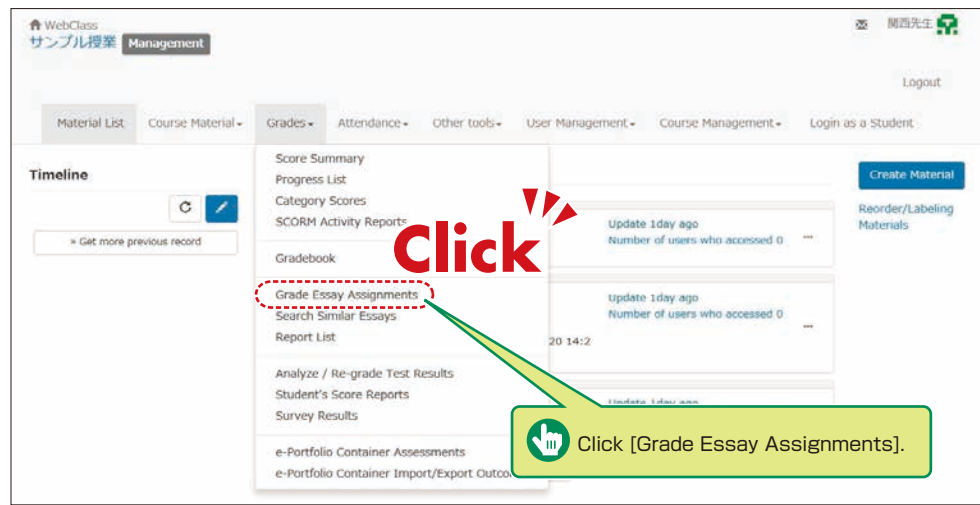 WebClass
サンプル授業 Management
関西先生
Logout
Material List Course Material Grades Attendance Other tools User Management Course Management Login as a Student
Timeline
» Get more previous record
Score Summary
Progress List
Category Scores
SCORM Activity Reports
Gradebook
Grade Essay Assignments
Search Similar Essays
Report List
Analyze / Re-grade Test Results
Student's Score Reports
Survey Results
e-Portfolio Container Assessments
e-Portfolio Container Import/Export
Click
Update 1day ago
Number of users who accessed 0
...
Update 1day ago
Number of users who accessed 0
...
20 14:2
Update 1day ago
Create Material
Reorder/Labeling
Materials
Click [Grade Essay Assignments].